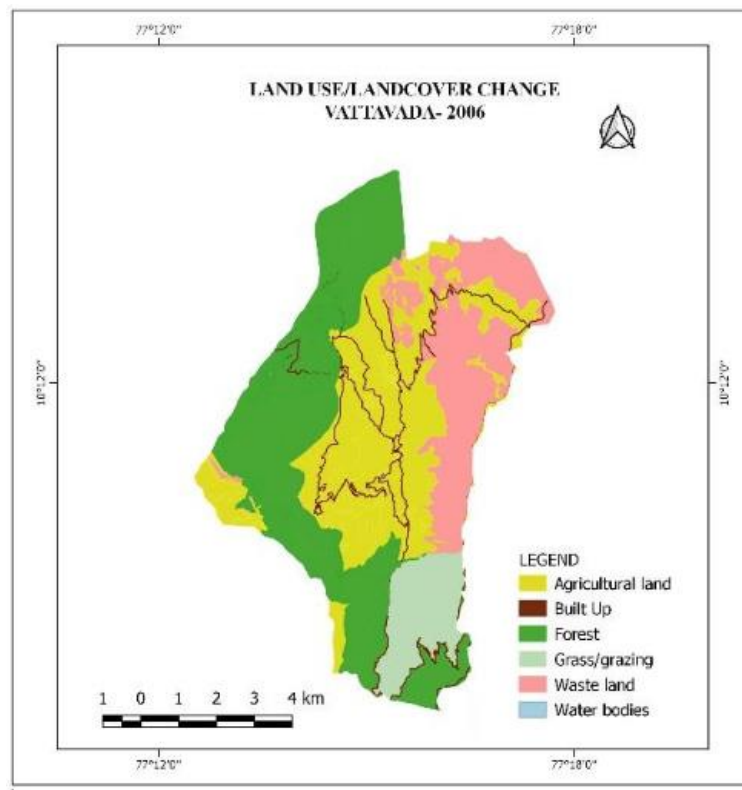 77°12'0"
77°18'0"
LAND USE/LANDCOVER CHANGE
VATTAVADA- 2006
10°12'0"
10°12'0"
LEGEND
Agricultural land
Built Up
Forest
Grass/grazing
Waste land
Water bodies
1 0 1 2 3 4 km
77°12'0"
77°18'0"